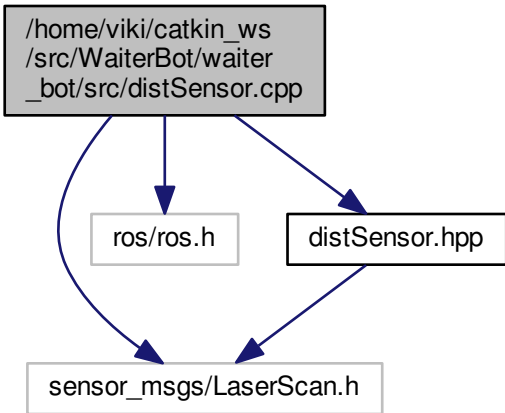 /home/viki/catkin_ws
/src/WaiterBot/waiter
_bot/src/distSensor.cpp
ros/ros.h
distSensor.hpp
sensor_msgs/LaserScan.h